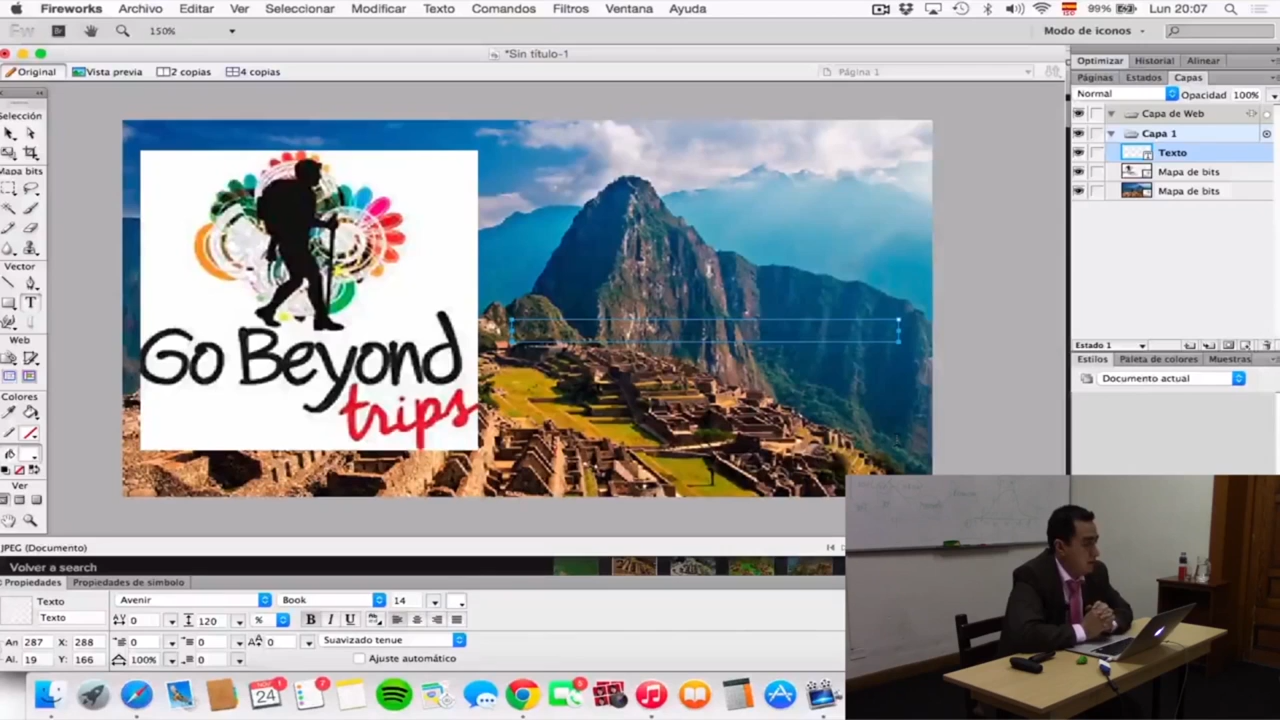 Fireworks Archivo Editar Ver Seleccionar Modificar Texto Comandos Filtros Ventana Ayuda 99% Lun 20:07
Fw 150% Modo de iconos
*Sin título-1
Original Vista previa 2 copias 4 copias Página 1
Optimizar Historial Alinear
Páginas Estados Capas
Normal Opacidad 100%
Capa de Web
Capa 1
Texto
Mapa de bits
Mapa de bits
Estado 1
Estilos Paleta de colores Muestras
Documento actual
Selección
Mapa bits
Vector
T
Web
Colores
Ver
Go Beyond
trips
JPEG (Documento)
Volver a search
Propiedades Propiedades de símbolo
Texto Avenir Book 14
Texto 0 120 % B I U
An 287 X: 288 0 0 0 Suavizado tenue
Al. 19 Y: 166 100% 0 Ajuste automático
24